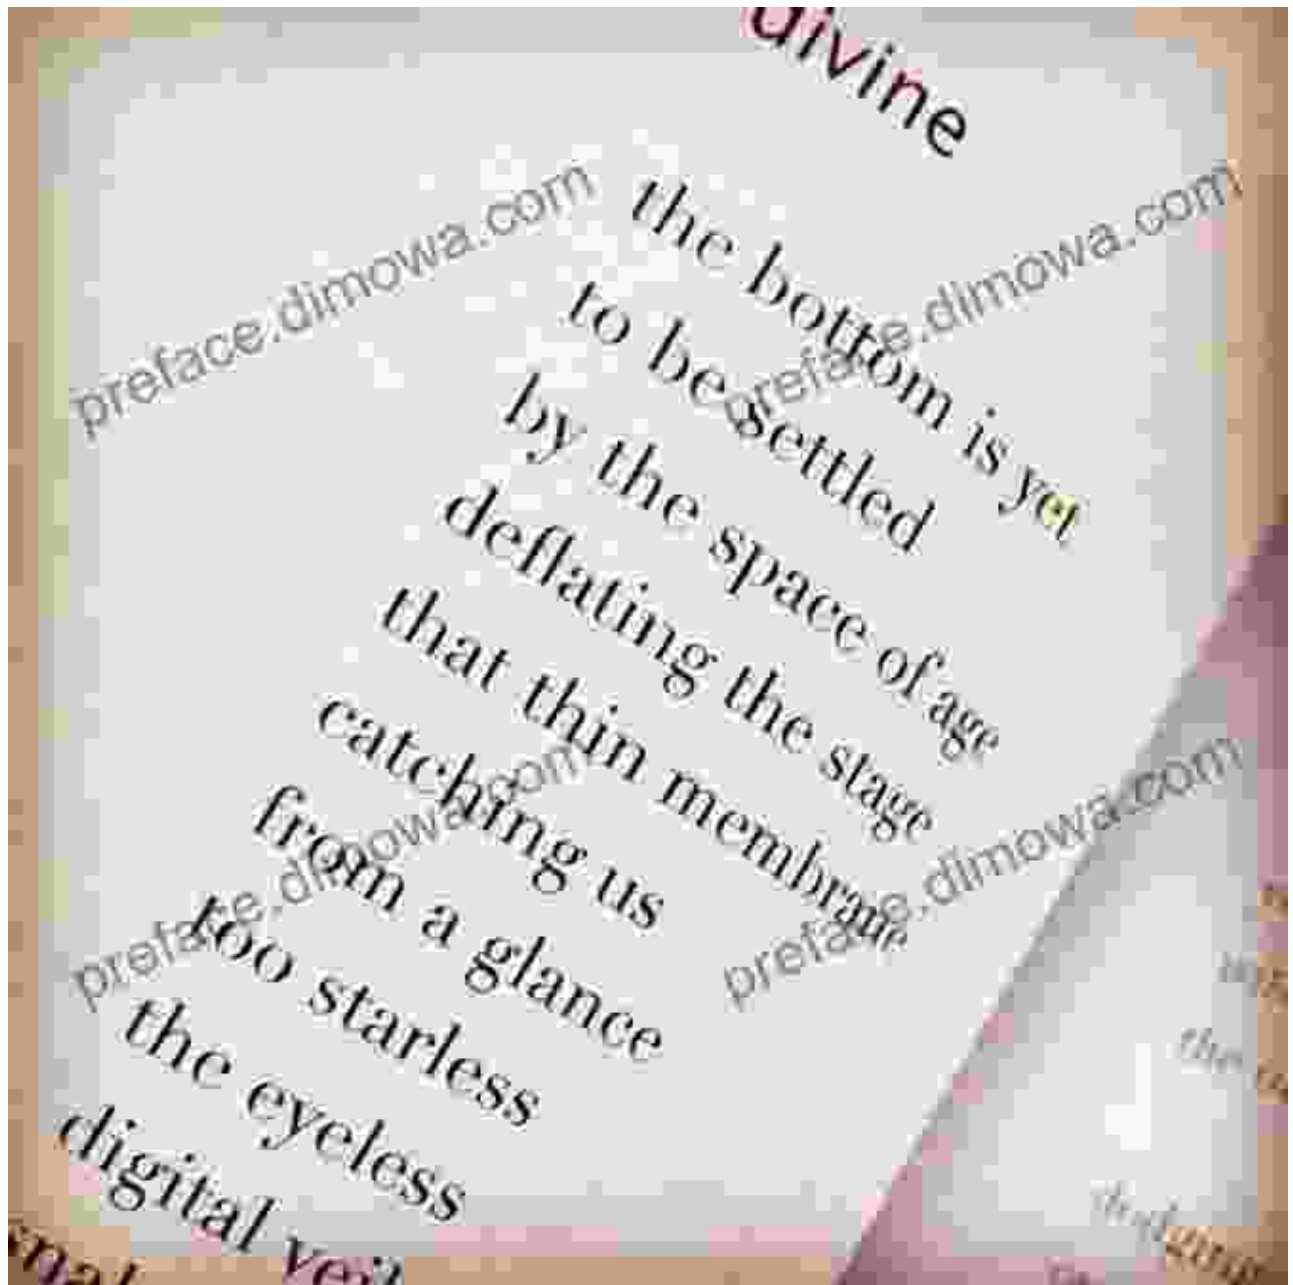 divine
the bottom is yet
to be settled
by the space of age
deflating the stage
that thin membrane
catching us
from a glance
too starless
the eyeless
digital veil
preface.dimowa.com
preface.dimowa.com
preface.dimowa.com
preface.dimowa.com